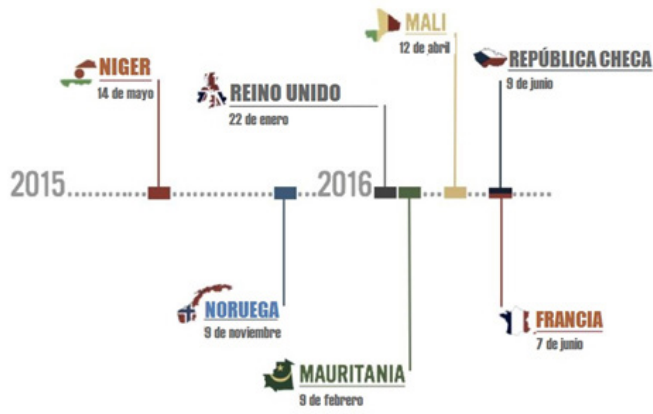 MALI
12 de abril
NIGER
14 de mayo
REPÚBLICA CHECA
9 de junio
REINO UNIDO
22 de enero
2015
2016
NORUEGA
9 de noviembre
FRANCIA
7 de junio
MAURITANIA
9 de febrero